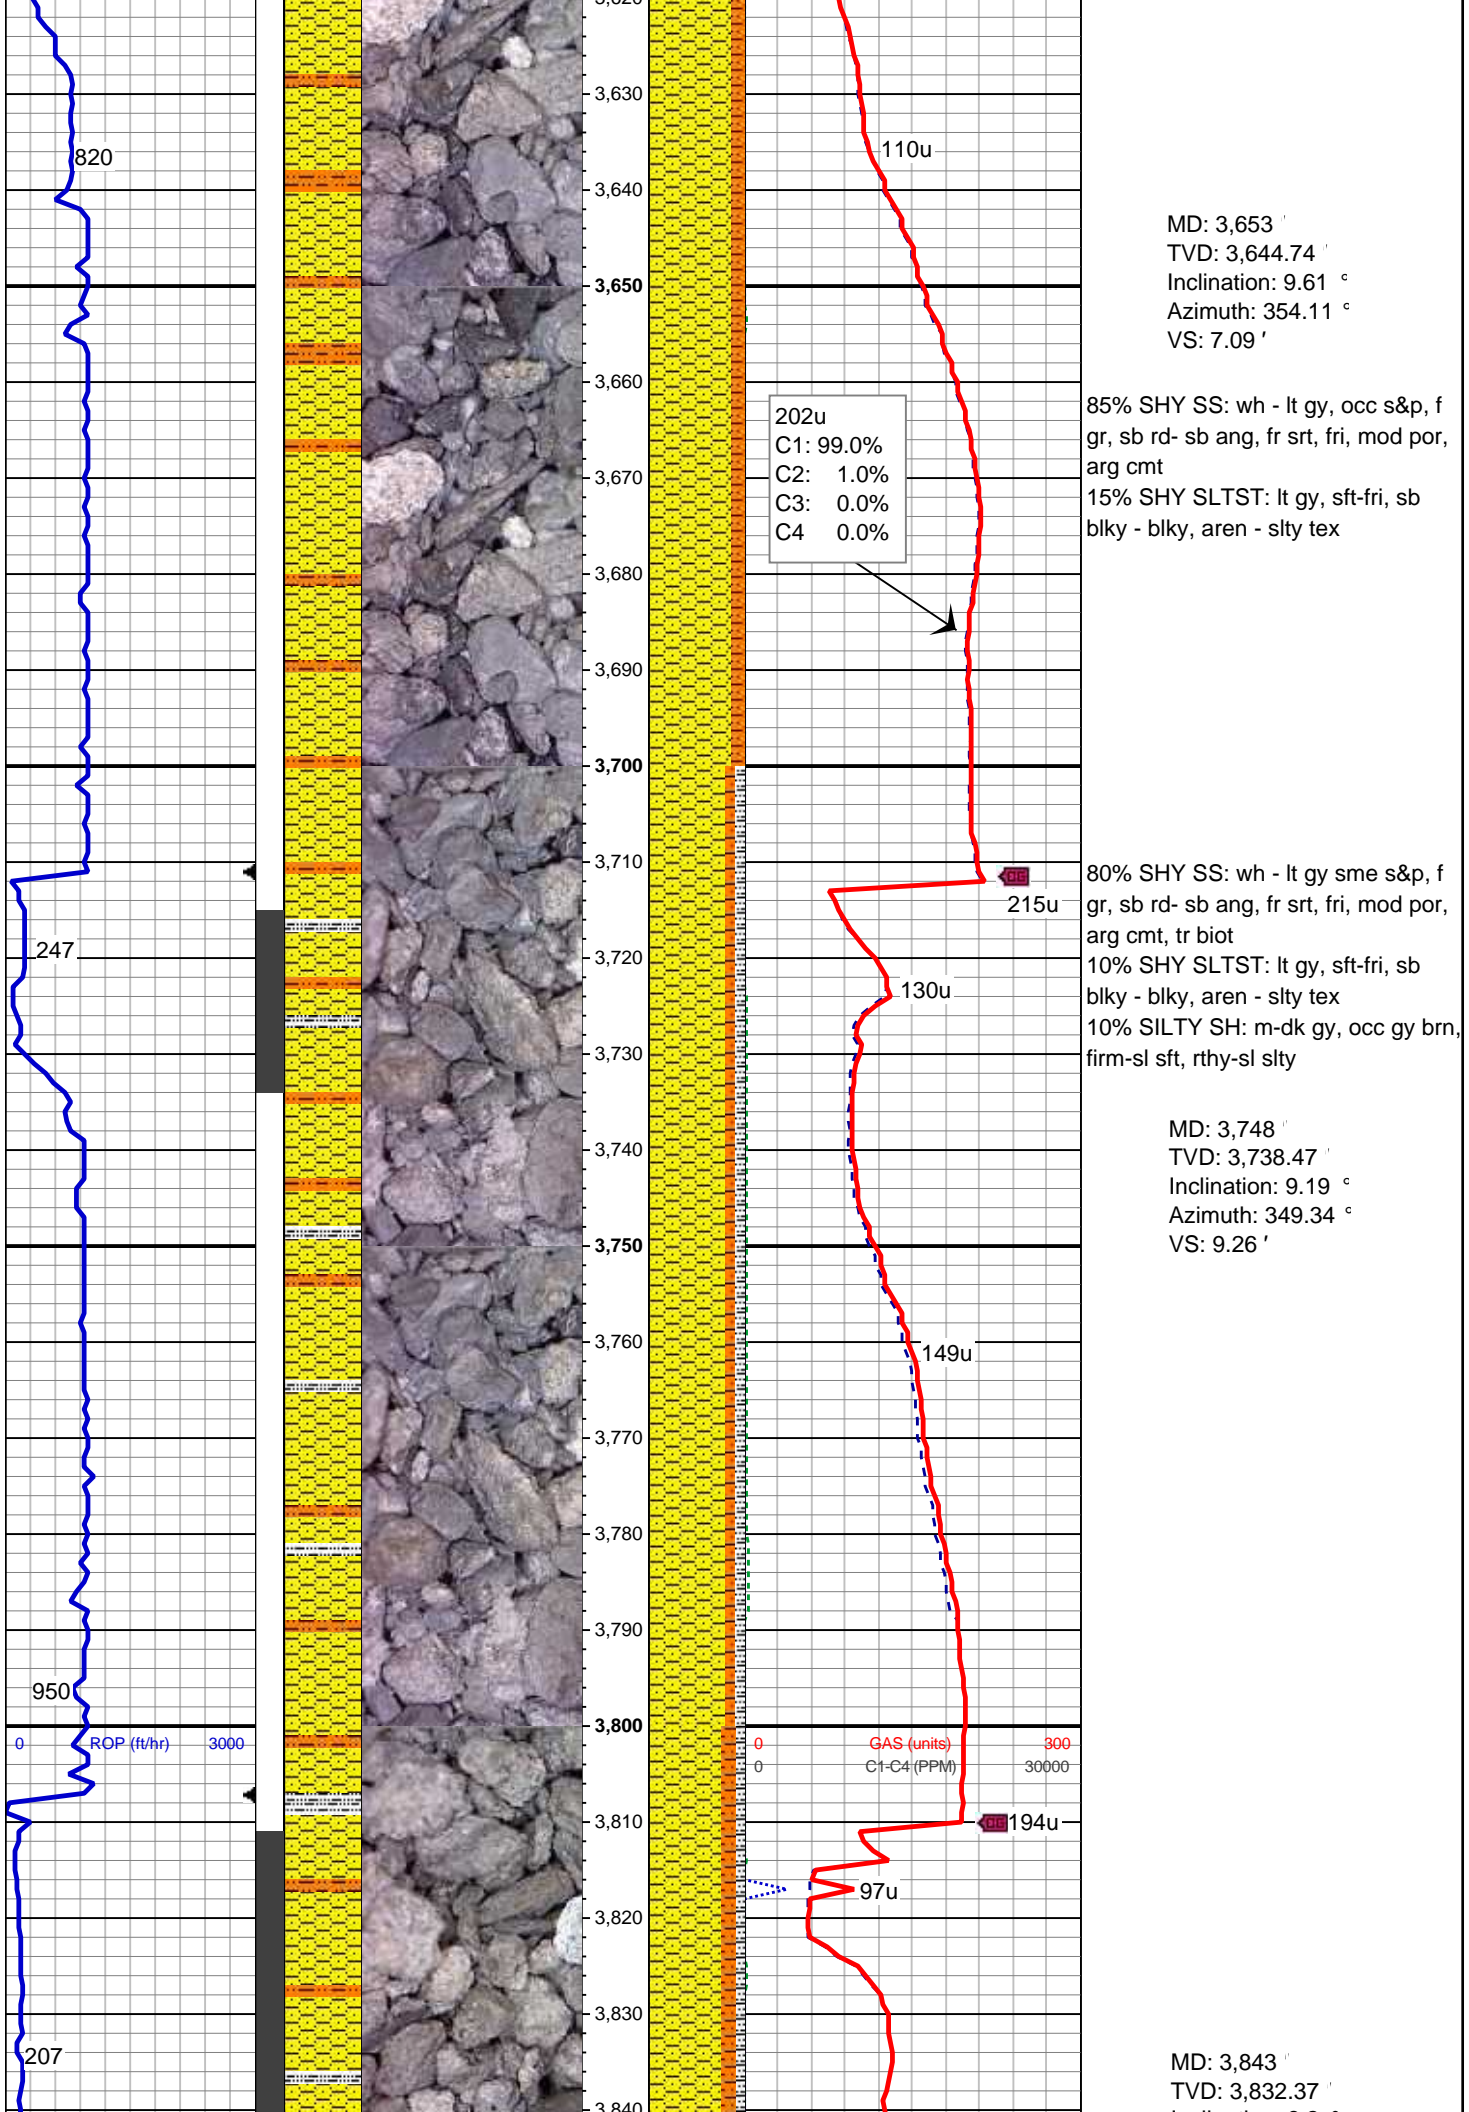 3,630
820
110u
3,640
MD: 3,653 '
TVD: 3,644.74 '
Inclination: 9.61 °
Azimuth: 354.11 °
VS: 7.09 '
3,650
3,660
202u
C1: 99.0%
C2: 1.0%
C3: 0.0%
C4 0.0%
85% SHY SS: wh - lt gy, occ s&p, f
gr, sb rd- sb ang, fr srt, fri, mod por,
arg cmt
15% SHY SLTST: lt gy, sft-fri, sb
blky - blky, aren - slty tex
3,670
3,680
3,690
3,700
3,710
CG
215u
80% SHY SS: wh - lt gy sme s&p, f
gr, sb rd- sb ang, fr srt, fri, mod por,
arg cmt, tr biot
10% SHY SLTST: lt gy, sft-fri, sb
blky - blky, aren - slty tex
10% SILTY SH: m-dk gy, occ gy brn,
firm-sl sft, rthy-sl slty
247
3,720
130u
3,730
MD: 3,748 '
TVD: 3,738.47 '
Inclination: 9.19 °
Azimuth: 349.34 °
VS: 9.26 '
3,740
3,750
3,760
149u
3,770
3,780
3,790
950
3,800
0 ROP (ft/hr) 3000
0 GAS (units) 300
0 C1-C4 (PPM) 30000
3,810
CG 194u
97u
3,820
3,830
207
MD: 3,843 '
TVD: 3,832.37 '
3,840